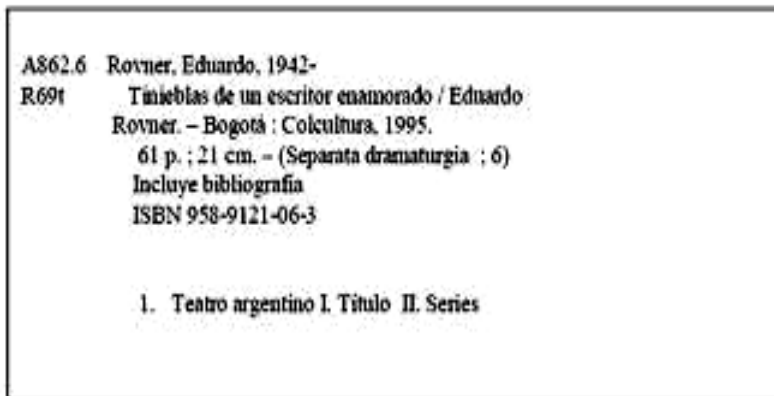 A862.6 Rovner, Eduardo, 1942-
R69t Tinieblas de un escritor enamorado / Eduardo
Rovner. – Bogotá : Colcultura, 1995.
61 p. ; 21 cm. – (Separata dramaturgia ; 6)
Incluye bibliografía
ISBN 958-9121-06-3
1. Teatro argentino I. Título II. Series